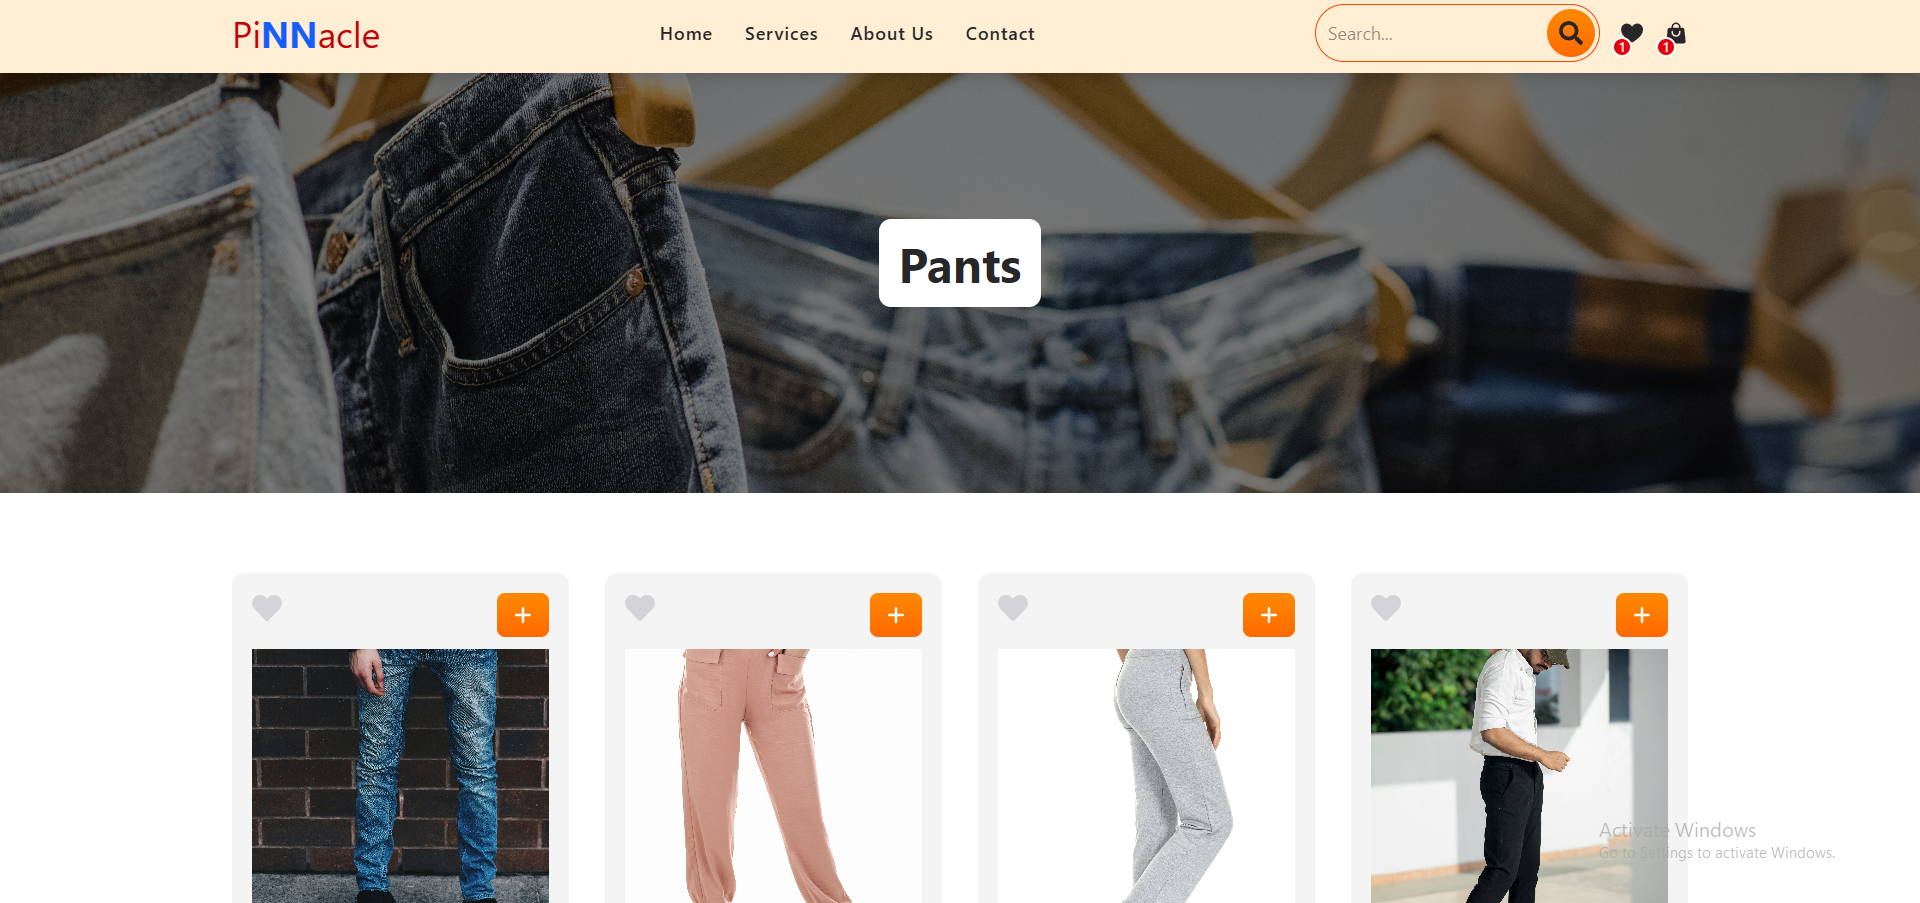 PiNNacle
Home Services About Us Contact
Search...
1 1
Pants
Activate Windows
Go to Settings to activate Windows.